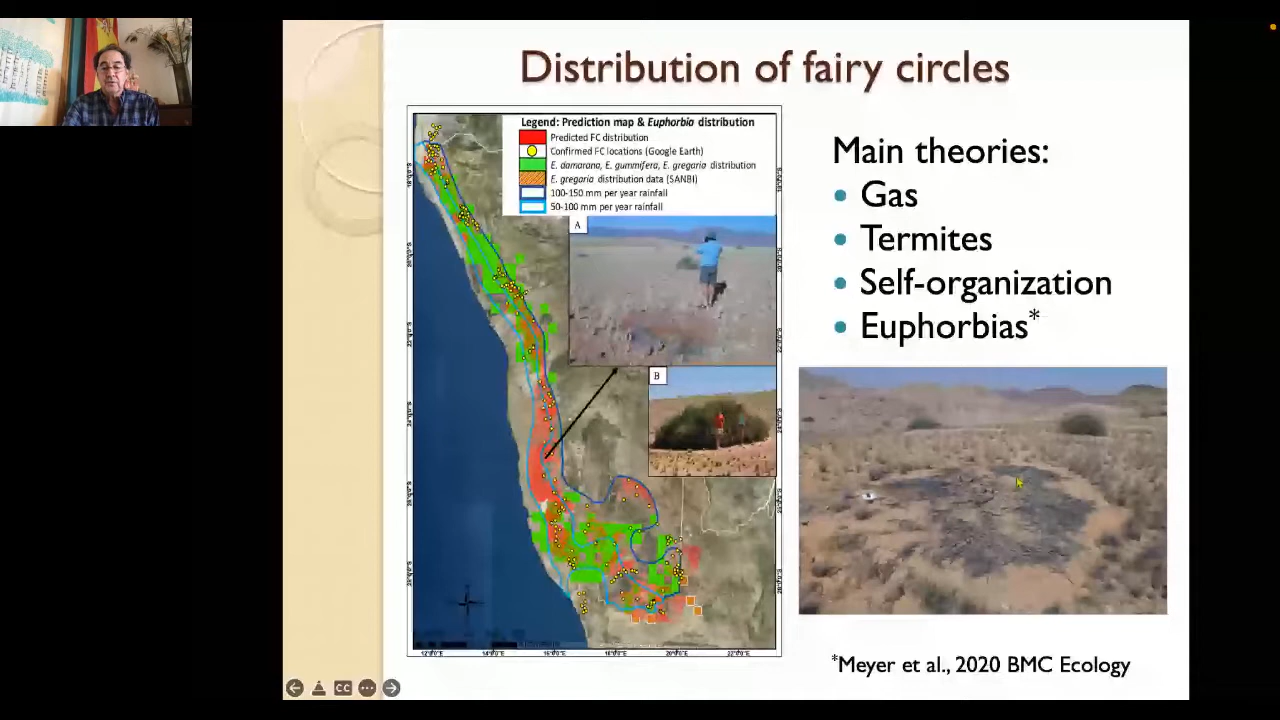 Distribution of fairy circles
Legend: Prediction map & Euphorbia distribution
Predicted FC distribution
Confirmed FC locations (Google Earth)
E. damarana, E. gummifera, E. gregaria distribution
E. gregaria distribution data (SANBI)
100-150 mm per year rainfall
50-100 mm per year rainfall
A
B
Main theories:
• Gas
• Termites
• Self-organization
• Euphorbias*
*Meyer et al., 2020 BMC Ecology
CC